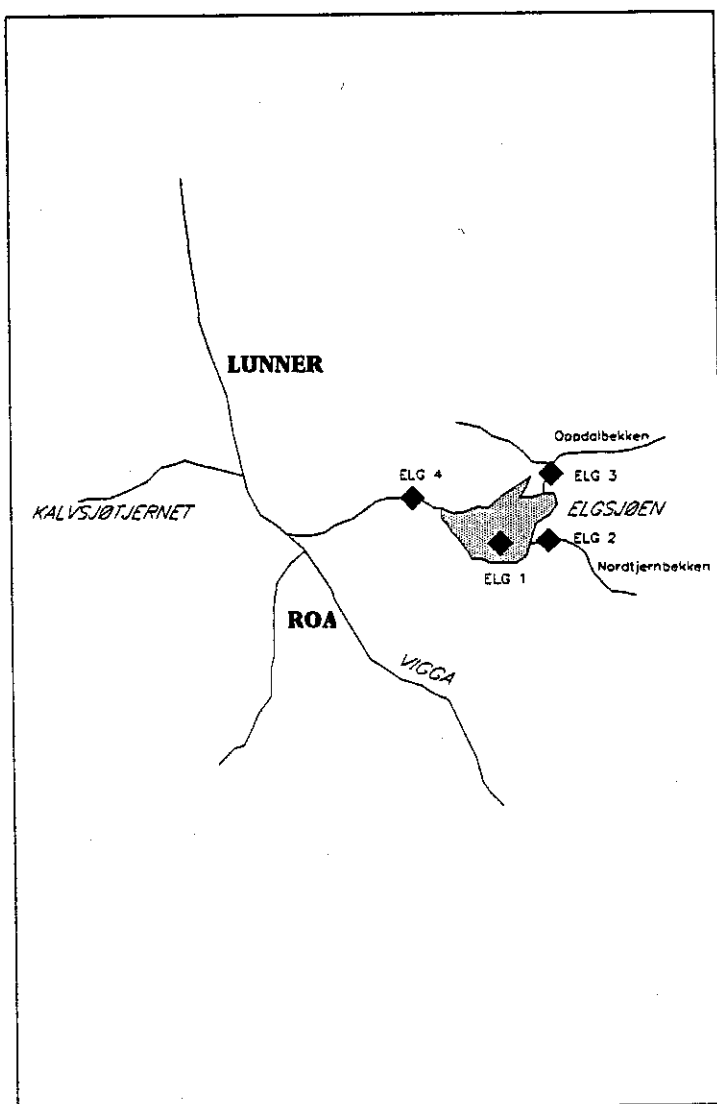 LUNNER
Oppdalbekken
ELG 4
ELG 3
KALVSJØTJERNET
ELGSJØEN
ELG 2
ELG 1
Nordtjernbekken
ROA
VIGGA